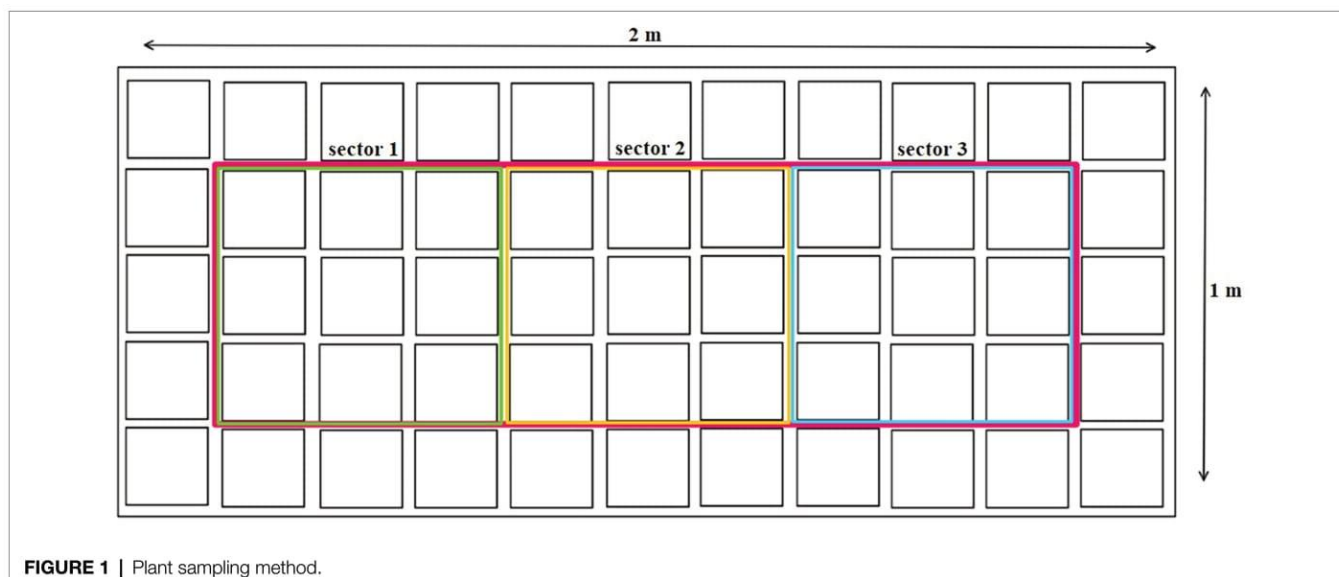 2 m
sector 1 sector 2 sector 3
1 m
FIGURE 1 | Plant sampling method.